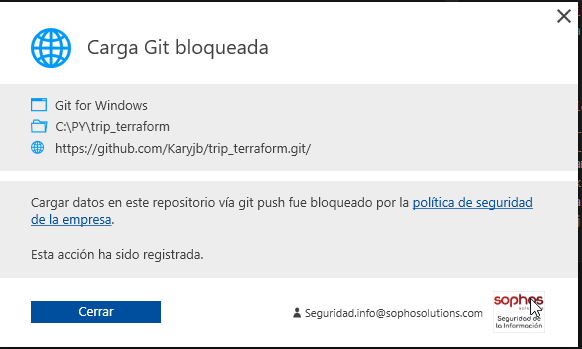 Carga Git bloqueada
Git for Windows
C:\PY\trip_terraform
https://github.com/Karyjb/trip_terraform.git/
Cargar datos en este repositorio vía git push fue bloqueado por la política de seguridad
de la empresa.
Esta acción ha sido registrada.
Cerrar
Seguridad.info@sophosolutions.com
sophos
Seguridad de
la Información